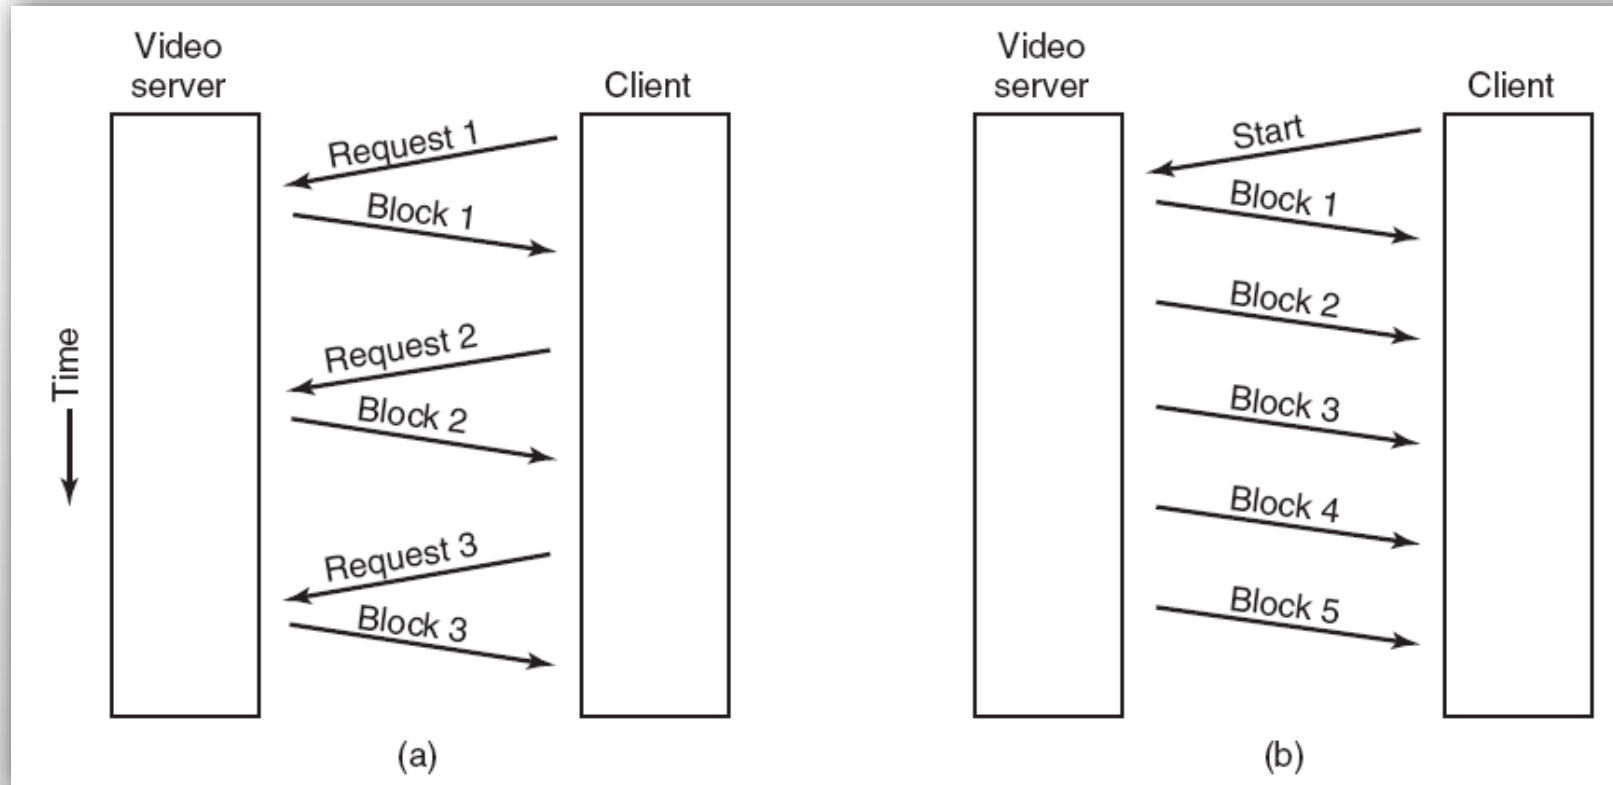 Video
server
Client
Request 1
Block 1
Request 2
Block 2
Request 3
Block 3
Time
(a)
Video
server
Client
Start
Block 1
Block 2
Block 3
Block 4
Block 5
(b)